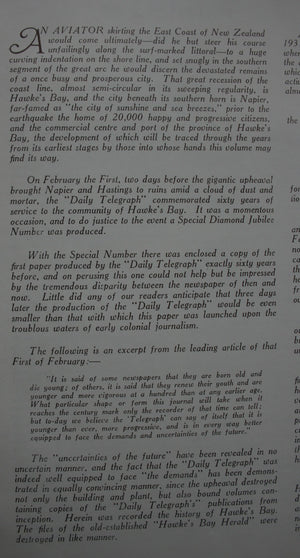 AN AVIATOR skirting the East Coast of New Zealand
would come ultimately—did he but steer his course
unfailingly along the surf-marked littoral—to a huge
curving indentation on the shore line, and set snugly in the southern
segment of the great arc he would discern the devastated remains
of a once busy and prosperous city. That great recession of the
coast line, almost semi-circular in its sweeping regularity, is
Hawke's Bay, and the city beneath its southern horn is Napier,
far-famed as "the city of sunshine and sea breezes," prior to the
earthquake the home of 20,000 happy and progressive citizens,
and the commercial centre and port of the province of Hawke's
Bay, the development of which will be traced through the years
from its earliest stages by those into whose hands this volume may
find its way.
On February the First, two days before the gigantic upheaval
brought Napier and Hastings to ruins amid a cloud of dust and
mortar, the "Daily Telegraph" commemorated sixty years of
service to the community of Hawke's Bay. It was a momentous
occasion, and to do justice to the event a Special Diamond Jubilee
Number was produced.
With the Special Number there was enclosed a copy of the
first paper produced by the "Daily Telegraph" exactly sixty years
before, and on perusing this one could not help but be impressed
by the tremendous disparity between the newspaper of then and
now. Little did any of our readers anticipate that three days
later the production of the "Daily Telegraph" would be even
smaller than that with which this paper was launched upon the
troublous waters of early colonial journalism.
The following is an excerpt from the leading article of that
First of February:—
"It is said of some newspapers that they are born old and
die young; of others, it is said that they renew their youth and are
younger and more vigorous at a hundred than at any earlier age.
What particular shape or form this journal will take when it
reaches the century mark only the recorder of that time can tell;
but to-day we believe the 'Telegraph' can say of itself that it is
younger than ever, more progressive, and is in every way better
equipped to face the demands and uncertainties of the future."
The "uncertainties of the future" have been revealed in no
uncertain manner, and the fact that the "Daily Telegraph" was
indeed well equipped to face "the demands" has been demons-
trated in equally convincing manner, since the upheaval destroyed
not only the building and plant, but also bound volumes con-
taining copies of the "Daily Telegraph's" publications from
inception. Herein was recorded the history of Hawke's Bay.
The files of the old-established "Hawke's Bay Herald" were
destroyed in like manner.
193